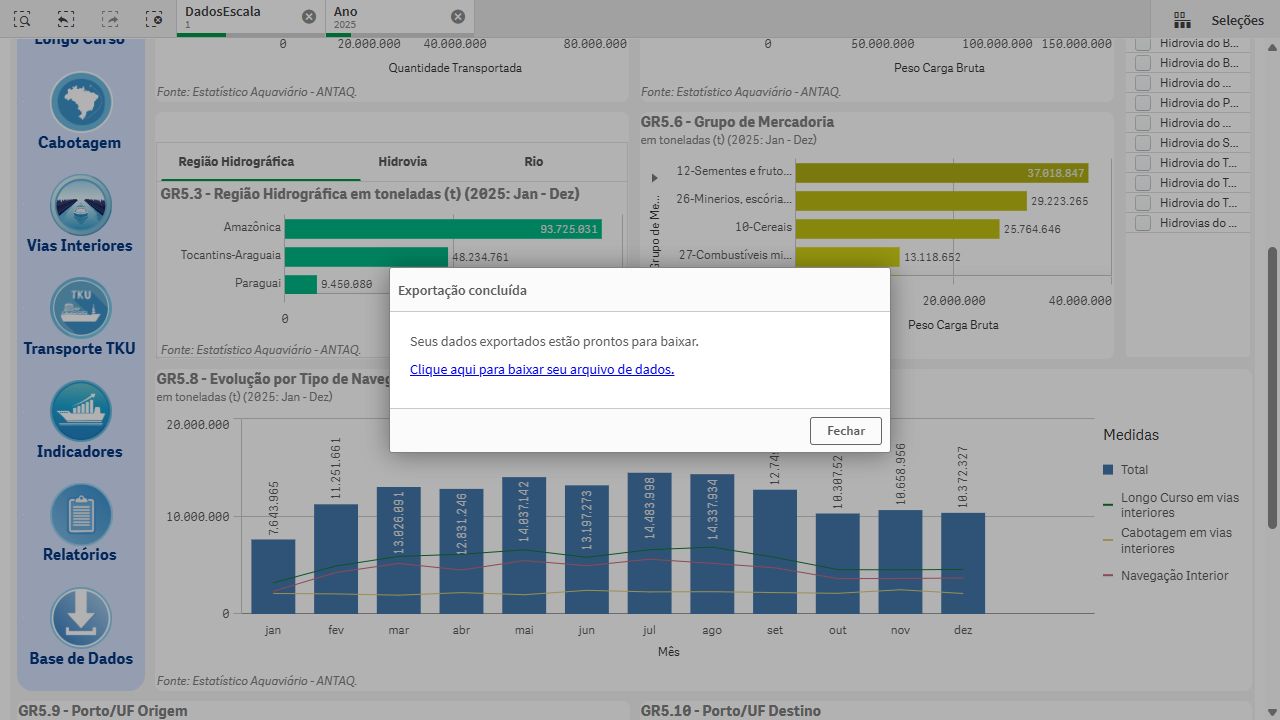 DadosEscala
1
Ano
2025
Seleções
Longo Curso
Cabotagem
Vias Interiores
TKU
Transporte TKU
Indicadores
Relatórios
Base de Dados
0
20.000.000
40.000.000
80.000.000
Quantidade Transportada
Fonte: Estatístico Aquaviário - ANTAQ.
0
50.000.000
100.000.000
150.000.000
Peso Carga Bruta
Fonte: Estatístico Aquaviário - ANTAQ.
Hidrovia do B...
Hidrovia do B...
Hidrovia do ...
Hidrovia do P...
Hidrovia do ...
Hidrovia do S...
Hidrovia do T...
Hidrovia do T...
Hidrovia do T...
Hidrovias do ...
Região Hidrográfica
Hidrovia
Rio
GR5.3 - Região Hidrográfica em toneladas (t) (2025: Jan - Dez)
Amazônica
93.725.031
Tocantins-Araguaia
48.234.761
Paraguai
9.450.080
0
Fonte: Estatístico Aquaviário - ANTAQ.
GR5.6 - Grupo de Mercadoria
em toneladas (t) (2025: Jan - Dez)
Grupo de Me...
12-Sementes e fruto...
37.018.847
26-Minerios, escória...
29.223.265
10-Cereais
25.764.646
27-Combustíveis mi...
13.118.652
20.000.000
40.000.000
Peso Carga Bruta
Exportação concluída
Seus dados exportados estão prontos para baixar.
Clique aqui para baixar seu arquivo de dados.
Fechar
GR5.8 - Evolução por Tipo de Naveg
em toneladas (t) (2025: Jan - Dez)
20.000.000
10.000.000
0
7.643.965
11.251.661
13.026.091
12.831.246
14.037.142
13.197.273
14.483.998
14.337.934
10.658.956
10.372.327
jan
fev
mar
abr
mai
jun
jul
ago
set
out
nov
dez
Mês
Medidas
Total
Longo Curso em vias
interiores
Cabotagem em vias
interiores
Navegação Interior
Fonte: Estatístico Aquaviário - ANTAQ.
GR5.9 - Porto/UF Origem
GR5.10 - Porto/UF Destino